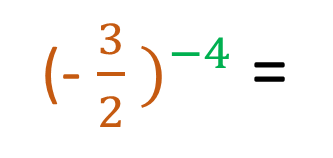 (- 3/2)^−4 =